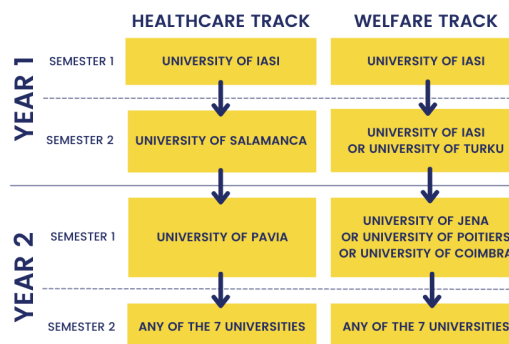 HEALTHCARE TRACK
WELFARE TRACK
YEAR 1
SEMESTER 1
UNIVERSITY OF IASI
UNIVERSITY OF IASI
SEMESTER 2
UNIVERSITY OF SALAMANCA
UNIVERSITY OF IASI
OR UNIVERSITY OF TURKU
YEAR 2
SEMESTER 1
UNIVERSITY OF PAVIA
UNIVERSITY OF JENA
OR UNIVERSITY OF POITIERS
OR UNIVERSITY OF COIMBRA
SEMESTER 2
ANY OF THE 7 UNIVERSITIES
ANY OF THE 7 UNIVERSITIES